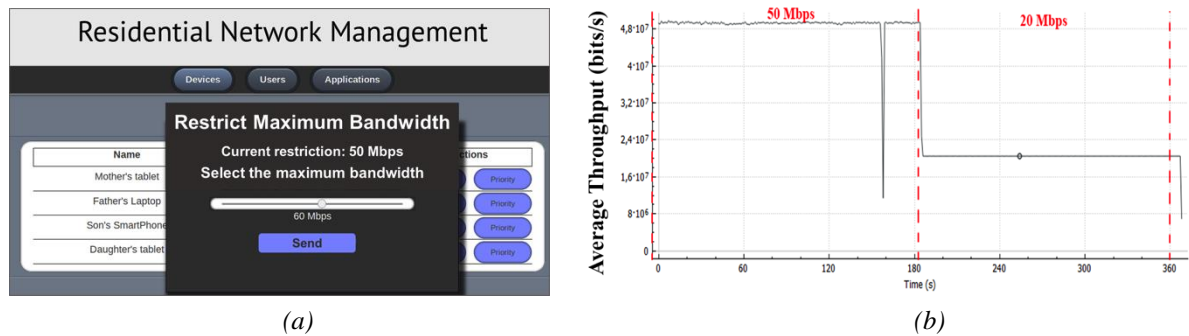 Residential Network Management
Devices Users Applications
Restrict Maximum Bandwidth
Current restriction: 50 Mbps
Select the maximum bandwidth
60 Mbps
Send
Name ctions
Mother's tablet Priority
Father's Laptop Priority
Son's SmartPhone Priority
Daughter's tablet Priority
(a)
50 Mbps
20 Mbps
Average Throughput (bits/s)
4,8·10⁷
4·10⁷
3,2·10⁷
2,4·10⁷
1,6·10⁷
8·10⁶
0
0 60 120 180 240 300 360
Time (s)
(b)